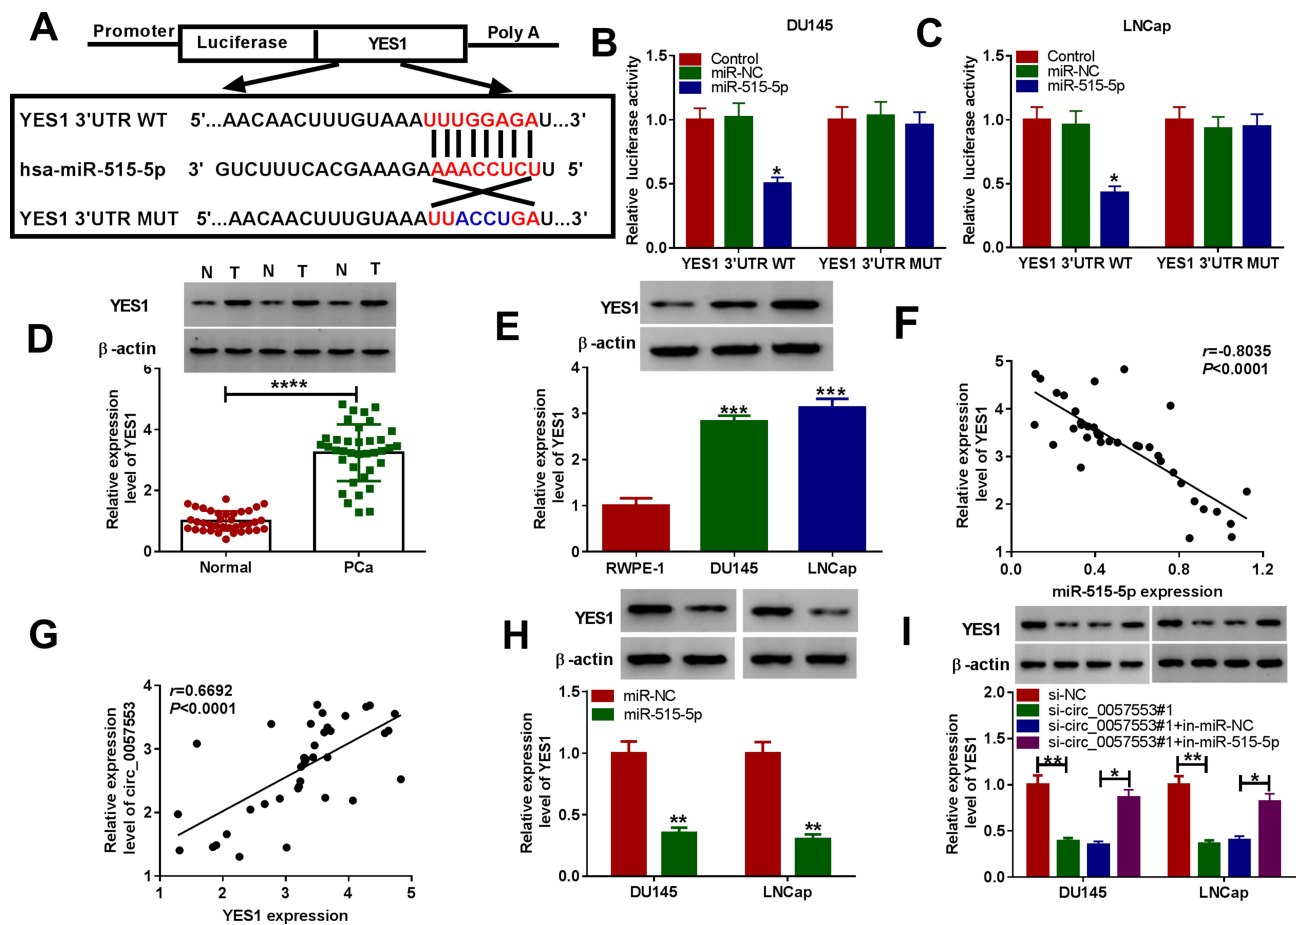 A
Promoter
Luciferase
YES1
Poly A
YES1 3'UTR WT 5'...AACAACUUUGUAAAUUUGGAGAU...3'
hsa-miR-515-5p 3' GUCUUUCACGAAAGAAAACCUCUUU 5'
YES1 3'UTR MUT 5'...AACAACUUUGUAAAUUACCUGAU...3'
B
DU145
Control
miR-NC
miR-515-5p
Relative luciferase activity
1.5
1.0
0.5
0.0
*
YES1 3'UTR WT YES1 3'UTR MUT
C
LNCap
Control
miR-NC
miR-515-5p
Relative luciferase activity
1.5
1.0
0.5
0.0
*
YES1 3'UTR WT YES1 3'UTR MUT
D
N T N T N T
YES1
β-actin
Relative expression
level of YES1
6
4
2
0
****
Normal PCa
E
YES1
β-actin
Relative expression
level of YES1
4
3
2
1
0
*** ***
RWPE-1 DU145 LNCap
F
r=-0.8035
P<0.0001
Relative expression
level of YES1
5
4
3
2
1
0.0 0.4 0.8 1.2
miR-515-5p expression
G
r=0.6692
P<0.0001
Relative expression
level of circ_0057553
4
3
2
1
1 2 3 4 5
YES1 expression
H
YES1
β-actin
miR-NC
miR-515-5p
Relative expression
level of YES1
1.5
1.0
0.5
0.0
** **
DU145 LNCap
I
YES1
β-actin
si-NC
si-circ_0057553#1
si-circ_0057553#1+in-miR-NC
si-circ_0057553#1+in-miR-515-5p
Relative expression
level of YES1
2.0
1.5
1.0
0.5
0.0
** * ** *
DU145 LNCap